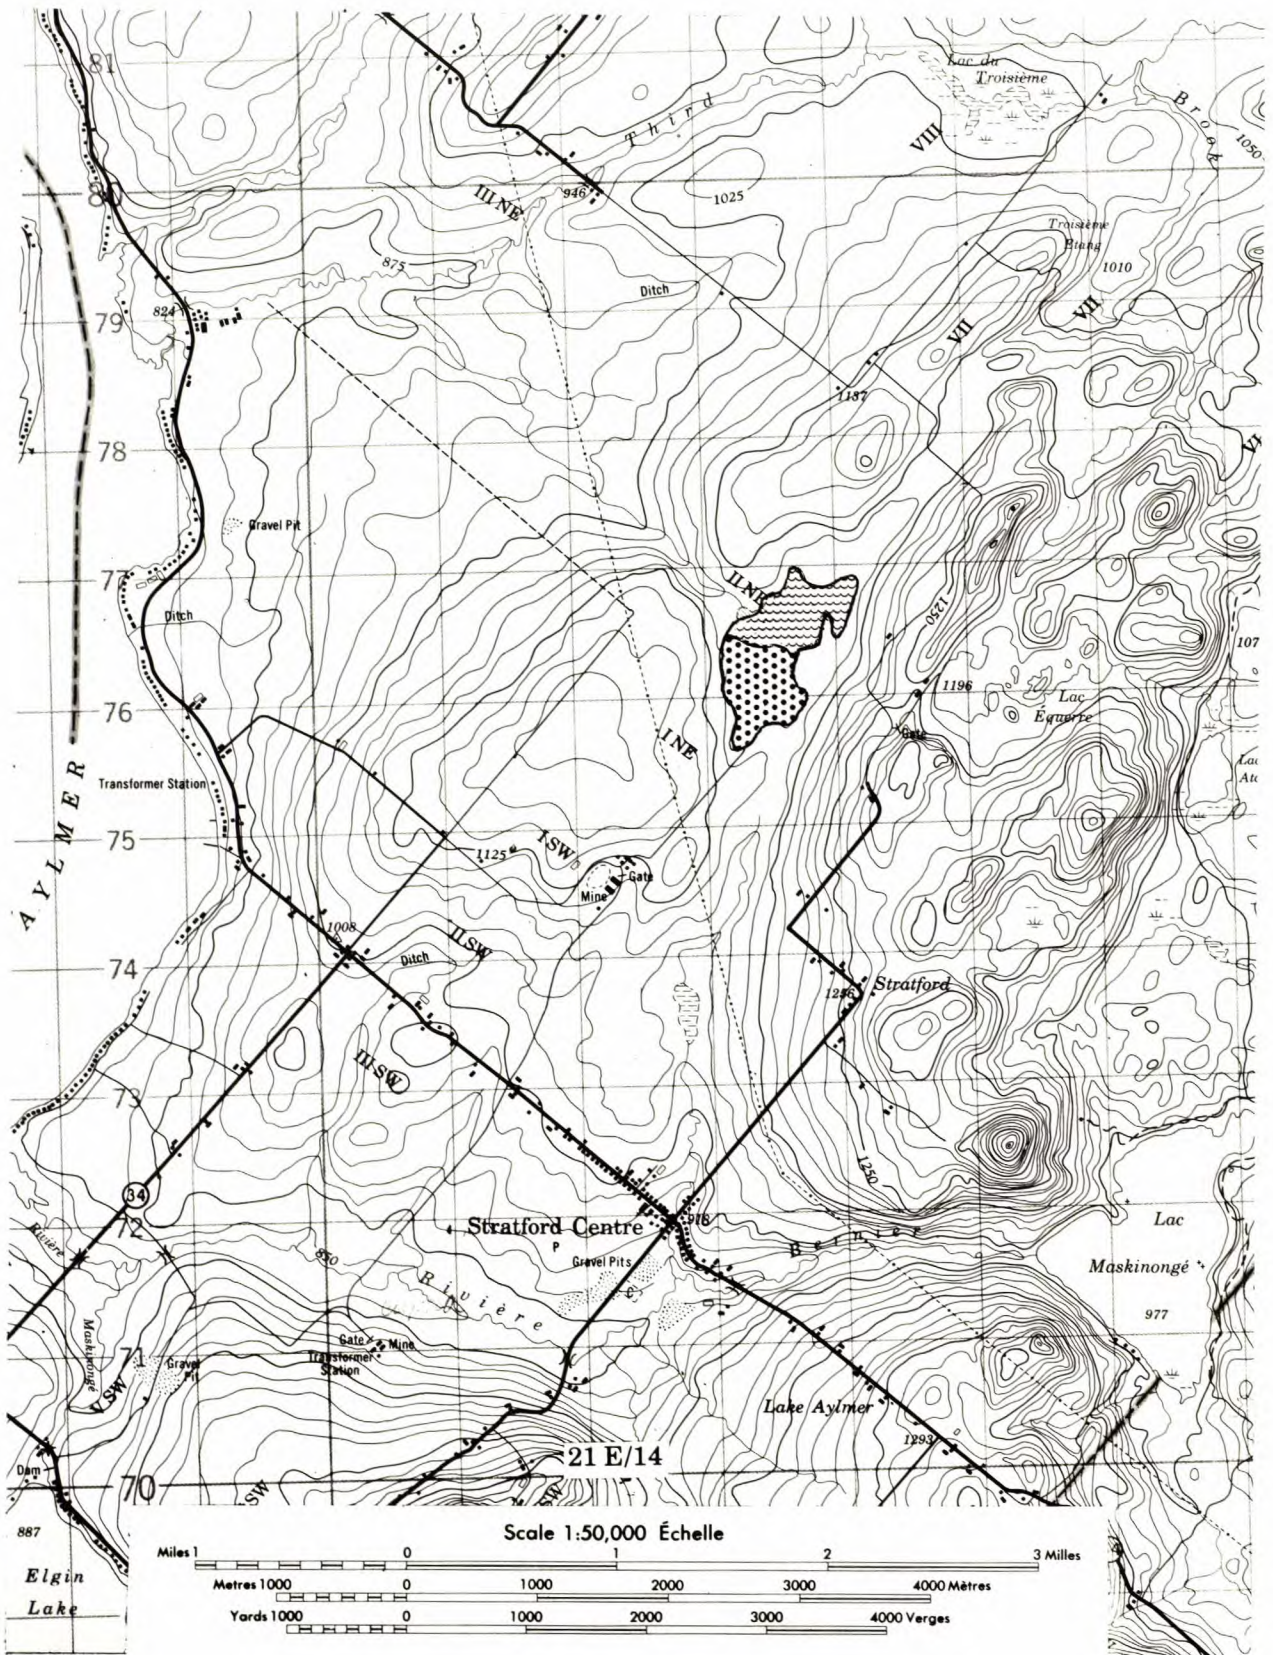 81
Lac du
Troisième
Third
Brook
VIII
1050
80
III NE
946
1025
Troisième
Étang
1010
875
Ditch
824
79
VII
VII
1137
78
VI
Gravel Pit
77
II NE
1250
Ditch
107
1196
Lac
Équerre
76
I NE
Gate
Transformer Station
AYLMER
75
1125
I SW
Gate
Mine
1008
II SW
Ditch
74
Stratford
1256
III SW
73
1250
34
72
Rivière
Stratford Centre
918
Lac
Bernier
850
P
Gravel Pits
Maskinongé
Rivière
977
Maskinongé
Gate
Mine
71
Gravel
Pit
Transformer
Station
V SW
Lake Aylmer
1293
21 E/14
Dam
70
SW
SW
887
Elgin
Lake
Scale 1:50,000 Échelle
Miles 1 0 1 2 3 Milles
Metres 1000 0 1000 2000 3000 4000 Mètres
Yards 1000 0 1000 2000 3000 4000 Verges